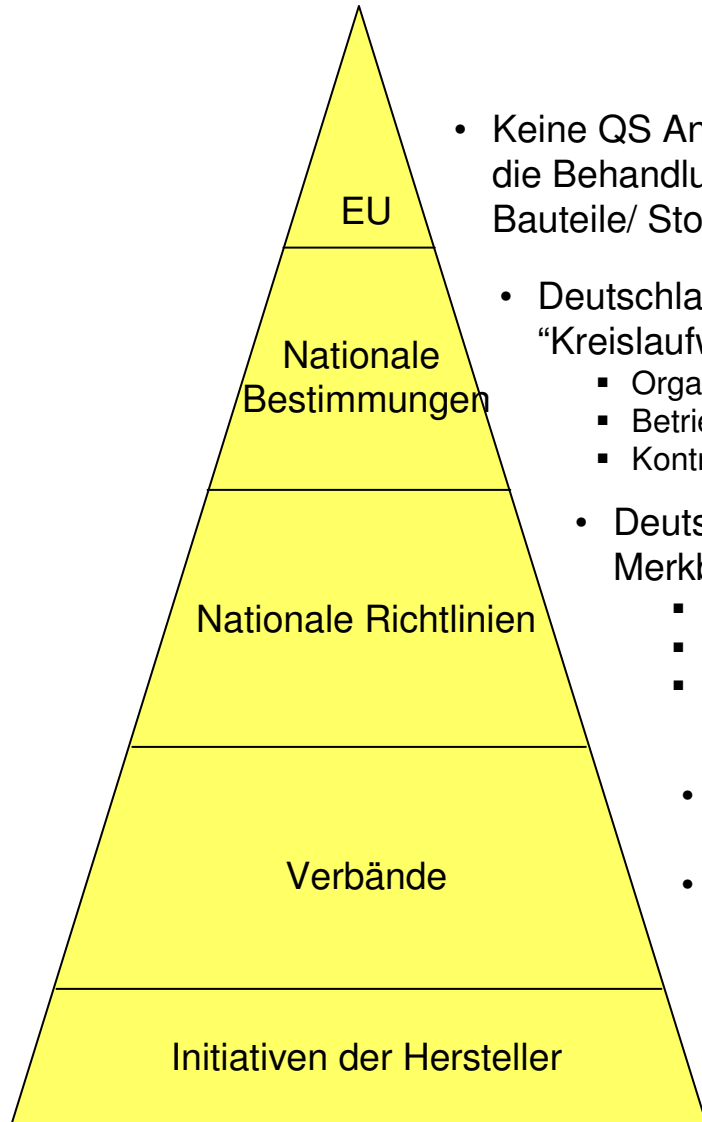 EU
• Keine QS An
die Behandlu
Bauteile/ Sto
Nationale
Bestimmungen
• Deutschla
“Kreislaufw
▪ Orga
▪ Betrie
▪ Kontr
Nationale Richtlinien
• Deuts
Merkb
▪
▪
▪
Verbände
•
•
Initiativen der Hersteller